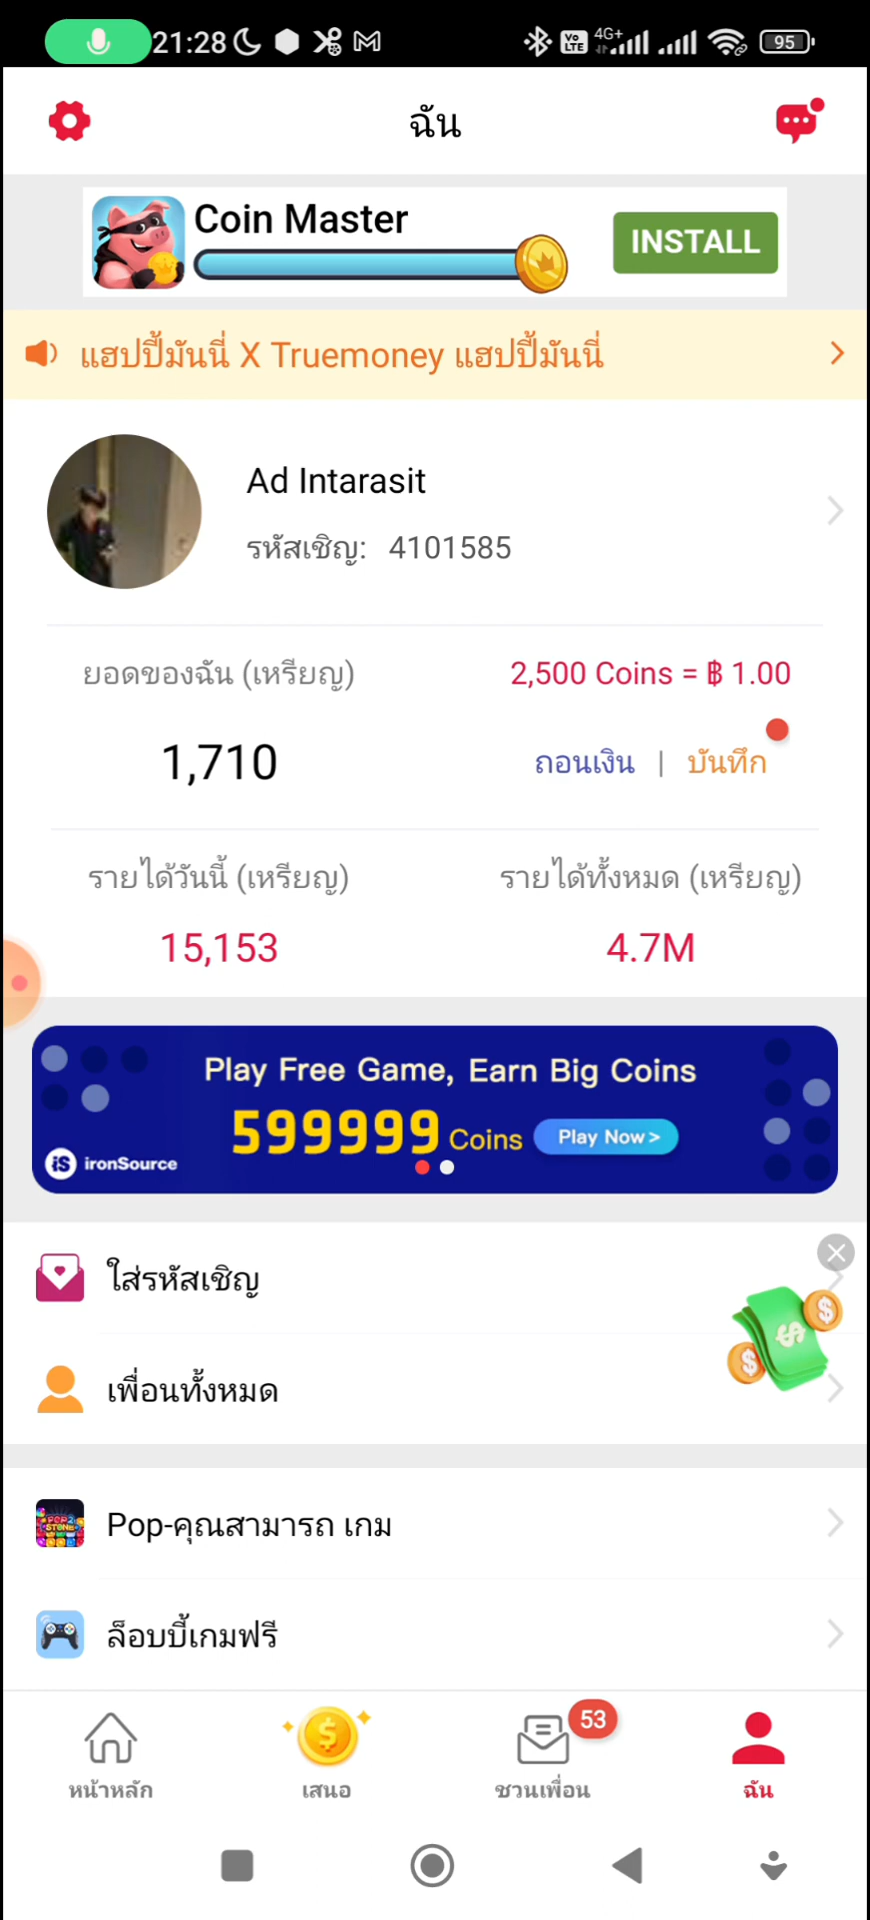 21:28
Vo LTE 4G+ 95
ฉัน
Coin Master
INSTALL
แฮปปี้มันนี่ X Truemoney แฮปปี้มันนี่
Ad Intarasit
รหัสเชิญ: 4101585
ยอดของฉัน (เหรียญ) 2,500 Coins = ฿ 1.00
1,710 ถอนเงิน | บันทึก
รายได้วันนี้ (เหรียญ) รายได้ทั้งหมด (เหรียญ)
15,153 4.7M
Play Free Game, Earn Big Coins
599999 Coins Play Now >
iS ironSource
ใส่รหัสเชิญ
เพื่อนทั้งหมด
Pop-คุณสามารถ เกม
ล็อบบี้เกมฟรี
53
หน้าหลัก เสนอ ชวนเพื่อน ฉัน